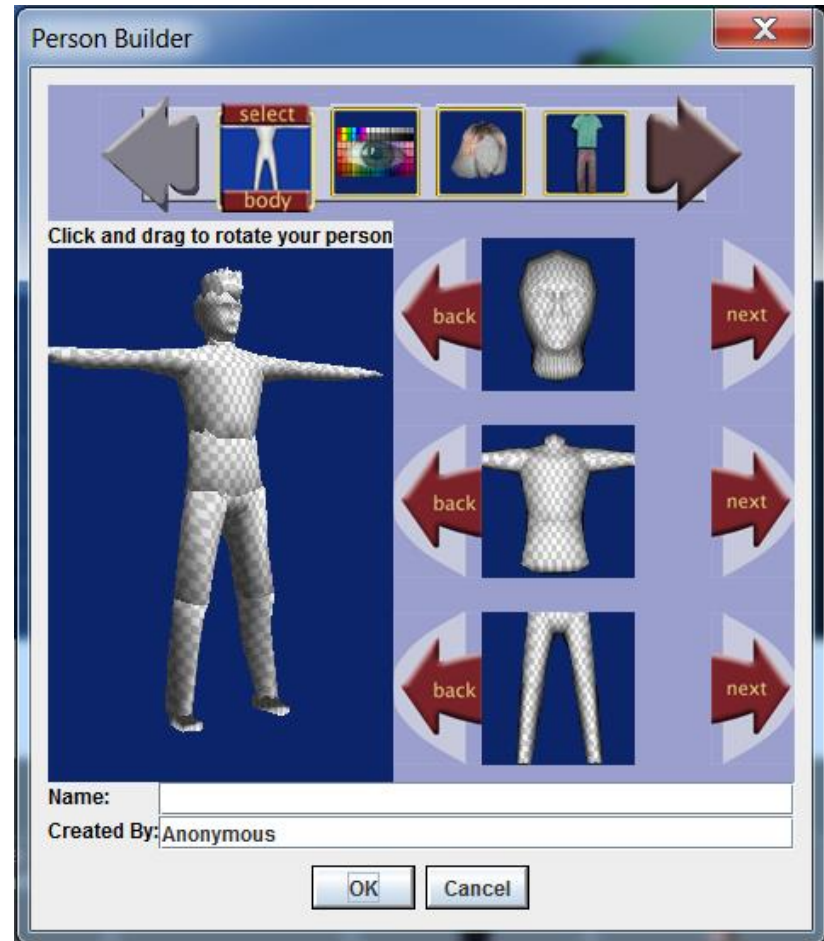 Person Builder
X
select
body
Click and drag to rotate your person
back
next
back
next
back
next
Name:
Created By: Anonymous
OK
Cancel